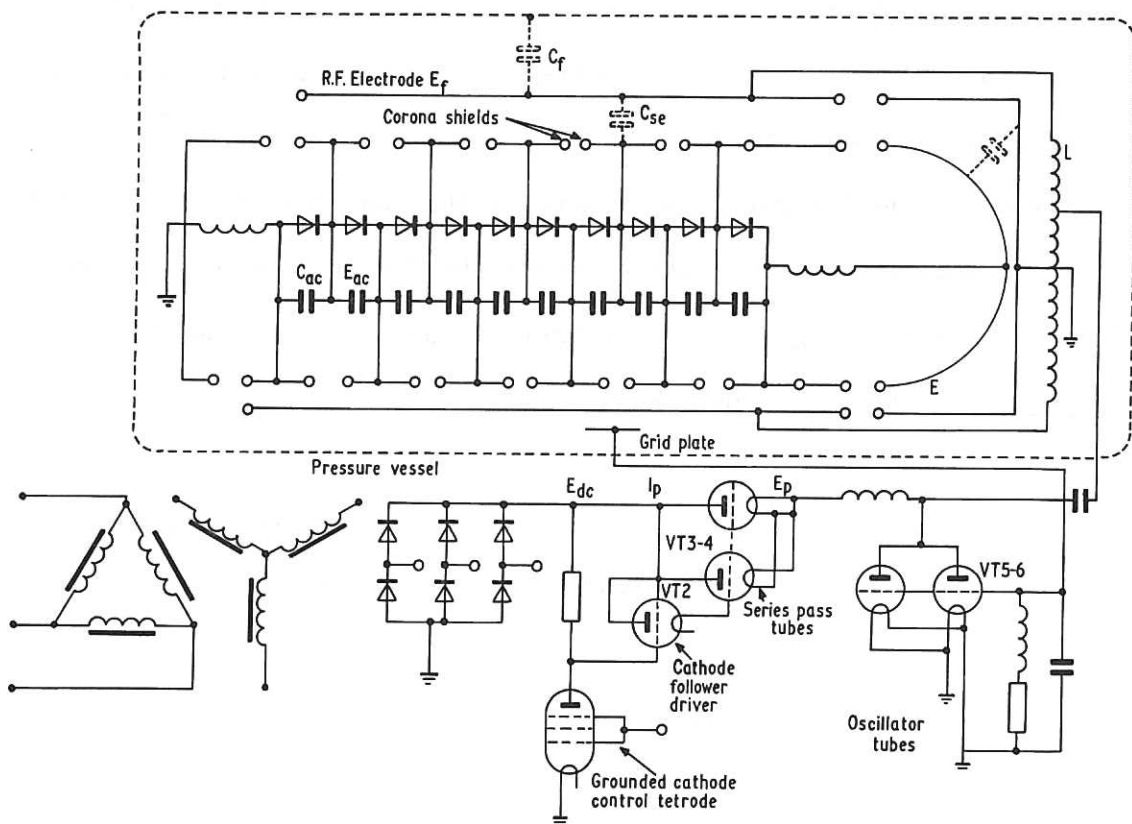 C_f
R.F. Electrode E_f
Corona shields
C_se
L
C_ac
E_ac
E
Grid plate
Pressure vessel
E_dc
I_p
E_p
VT3-4
VT5-6
VT2
Series pass
tubes
Cathode
follower
driver
Oscillator
tubes
Grounded cathode
control tetrode